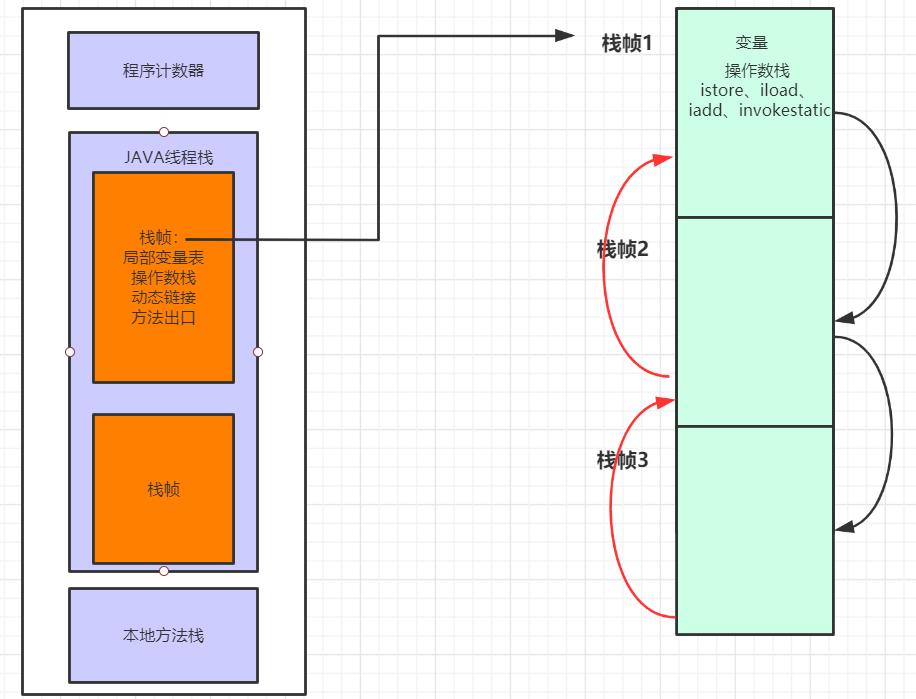 程序计数器
JAVA线程栈
栈帧：
局部变量表
操作数栈
动态链接
方法出口
栈帧
本地方法栈
栈帧1
变量
操作数栈
istore、iload、
iadd、invokestatic
栈帧2
栈帧3